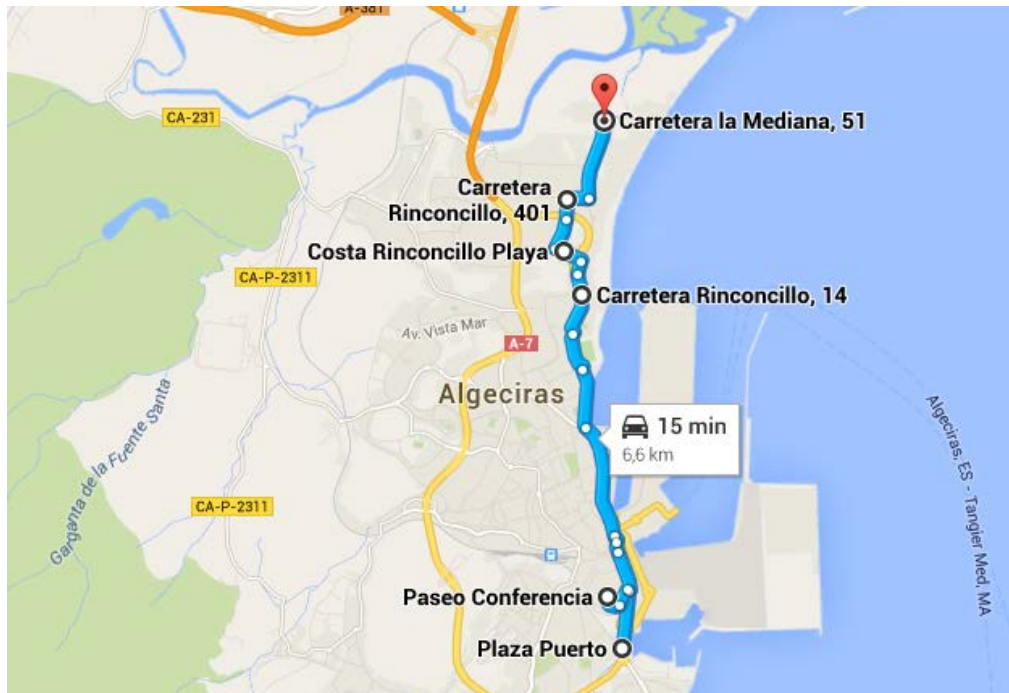 A-381
CA-231
Carretera la Mediana, 51
Carretera
Rinconcillo, 401
Costa Rinconcillo Playa
CA-P-2311
Carretera Rinconcillo, 14
Av. Vista Mar
A-7
Algeciras
Garganta de la Fuente Santa
15 min
6,6 km
Algeciras, ES - Tangier Med, MA
CA-P-2311
Paseo Conferencia
Plaza Puerto